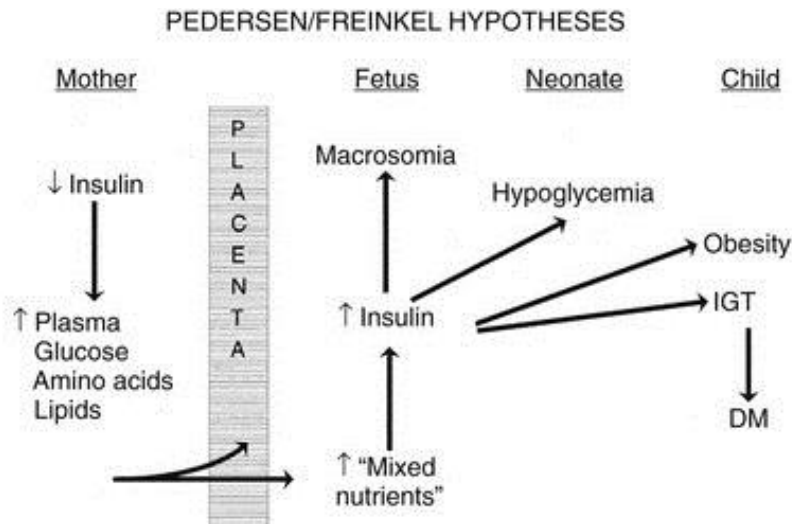 PEDERSEN/FREINKEL HYPOTHESES
Mother
Fetus
Neonate
Child
↓ Insulin
↑ Plasma
Glucose
Amino acids
Lipids
P
L
A
C
E
N
T
A
Macrosomia
↑ Insulin
↑ “Mixed
nutrients”
Hypoglycemia
Obesity
IGT
DM